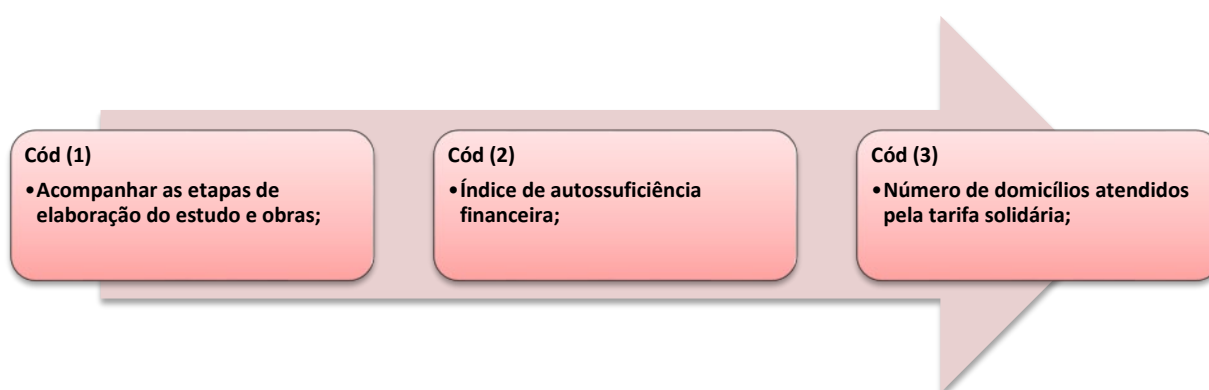 Cód (1)
•Acompanhar as etapas de
elaboração do estudo e obras;
Cód (2)
•Índice de autossuficiência
financeira;
Cód (3)
•Número de domicílios atendidos
pela tarifa solidária;